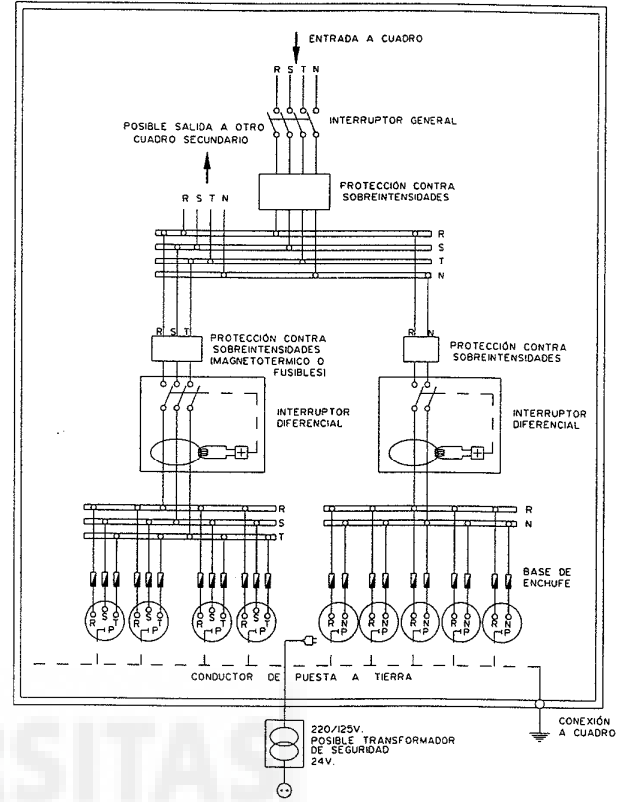 ENTRADA A CUADRO
R S T N
INTERRUPTOR GENERAL
POSIBLE SALIDA A OTRO
CUADRO SECUNDARIO
PROTECCIÓN CONTRA
SOBREINTENSIDADES
R S T N
R
S
T
N
R S T
PROTECCIÓN CONTRA
SOBREINTENSIDADES
(MAGNETOTERMICO O
FUSIBLES)
R N
PROTECCIÓN CONTRA
SOBREINTENSIDADES
INTERRUPTOR
DIFERENCIAL
INTERRUPTOR
DIFERENCIAL
R
S
T
R
N
BASE DE
ENCHUFE
R S T P
R S T P
R S T P
R S T P
R N P
R N P
R N P
R N P
R N P
CONDUCTOR DE PUESTA A TIERRA
CONEXIÓN
A CUADRO
220/125V.
POSIBLE TRANSFORMADOR
DE SEGURIDAD
24V.
RSITAS